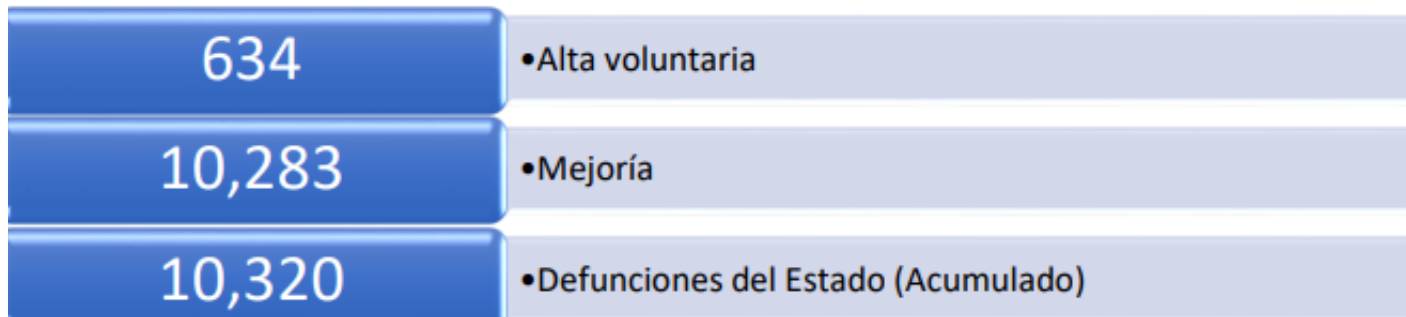 634
•Alta voluntaria
10,283
•Mejoría
10,320
•Defunciones del Estado (Acumulado)